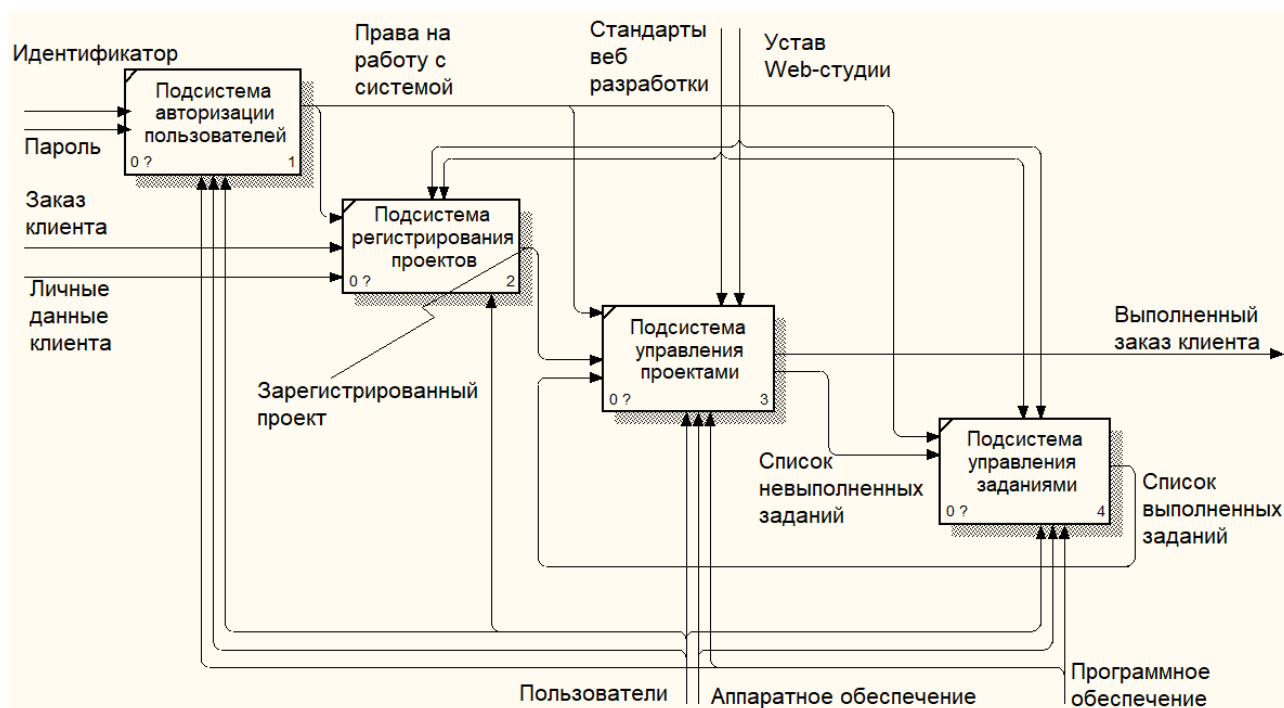 Идентификатор
Права на
работу с
системой
Стандарты
веб
разработки
Устав
Web-студии
Подсистема
авторизации
пользователей
0 ?
1
Пароль
Заказ
клиента
Подсистема
регистрирования
проектов
0 ?
2
Личные
данные
клиента
Подсистема
управления
проектами
0 ?
3
Выполненный
заказ клиента
Зарегистрированный
проект
Подсистема
управления
заданиями
0 ?
4
Список
невыполненных
заданий
Список
выполненных
заданий
Пользователи
Аппаратное обеспечение
Программное
обеспечение